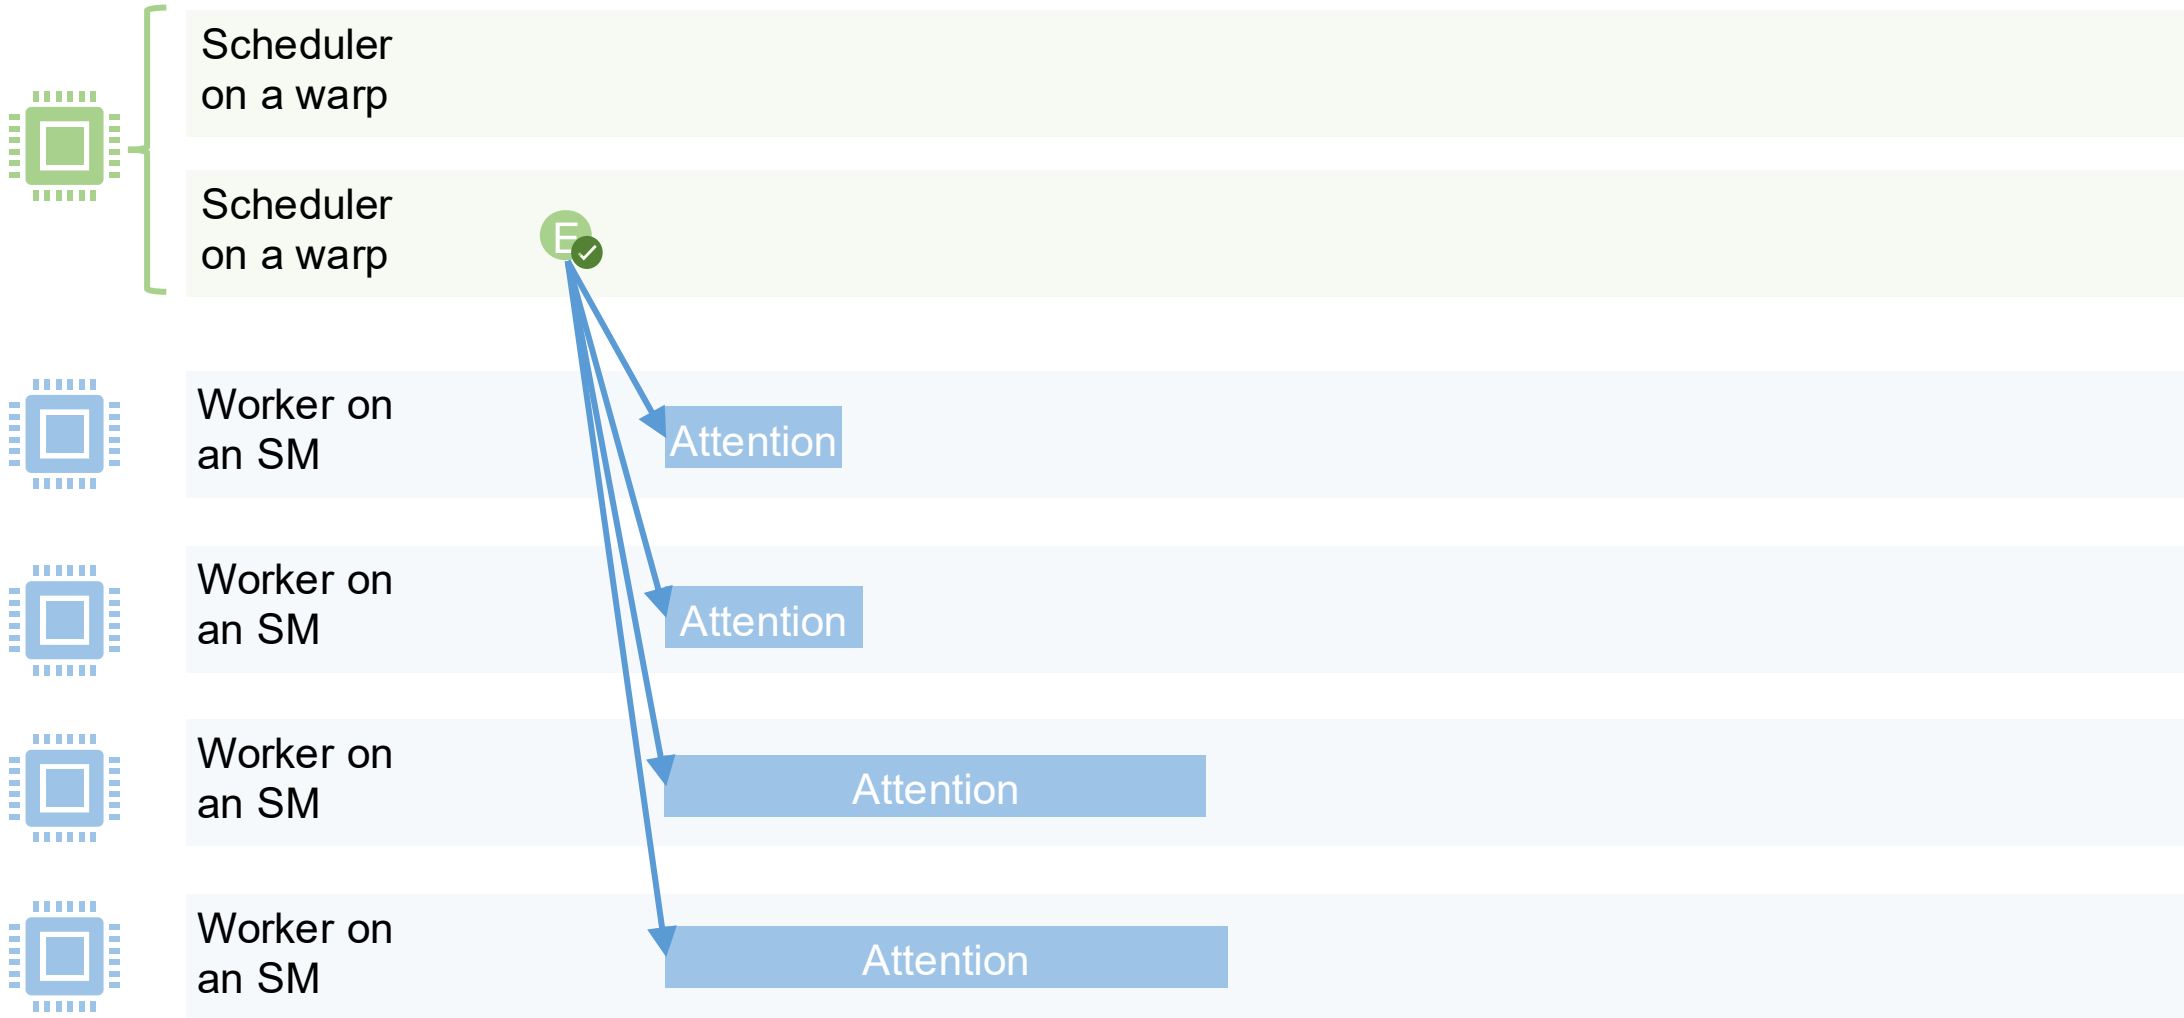 Scheduler
on a warp
Scheduler
on a warp
E
Worker on
an SM
Attention
Worker on
an SM
Attention
Worker on
an SM
Attention
Worker on
an SM
Attention